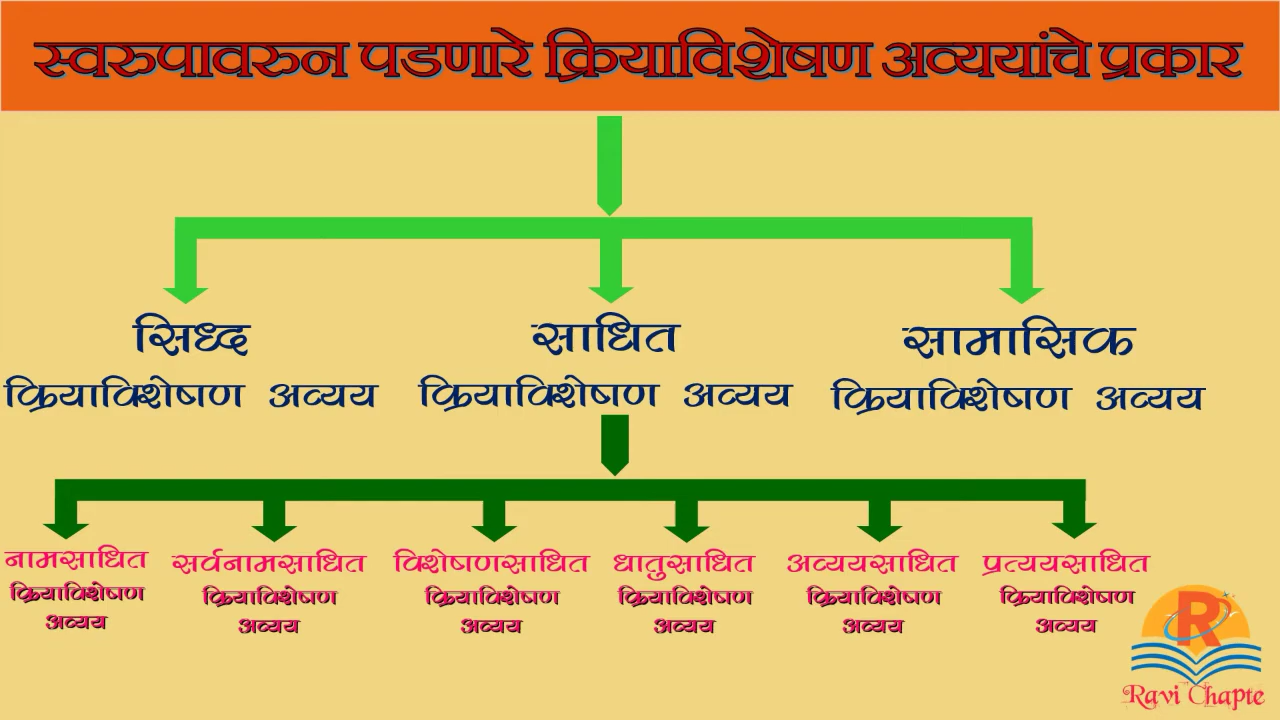 स्वरुपावरुन पडणारे क्रियाविशेषण अव्ययांचे प्रकार
सिध्द
क्रियाविशेषण अव्यय
साधित
क्रियाविशेषण अव्यय
सामासिक
क्रियाविशेषण अव्यय
नामसाधित
क्रियाविशेषण
अव्यय
सर्वनामसाधित
क्रियाविशेषण
अव्यय
विशेषणसाधित
क्रियाविशेषण
अव्यय
धातुसाधित
क्रियाविशेषण
अव्यय
अव्ययसाधित
क्रियाविशेषण
अव्यय
प्रत्ययसाधित
क्रियाविशेषण
अव्यय
R
Ravi Chapte